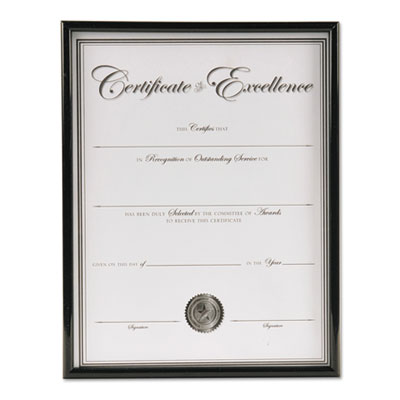 Certificate of Excellence
THIS Certifies THAT
IN Recognition OF Outstanding Service FOR
HAS BEEN DULY Selected BY THE COMMITTEE OF Awards
TO RECEIVE THIS CERTIFICATE
GIVEN ON THIS DAY of IN THE Year
Signature Signature